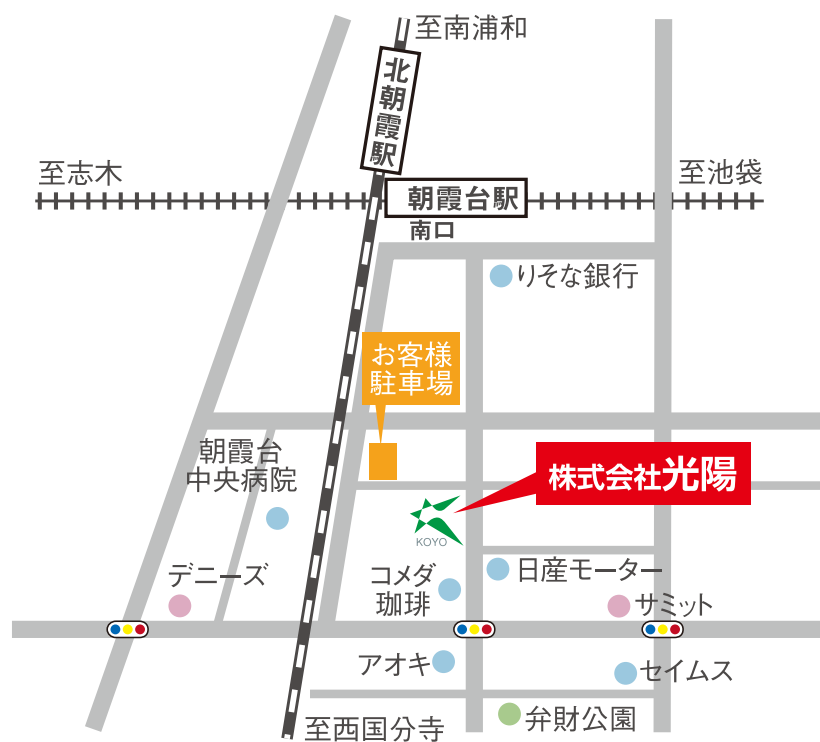 至南浦和
北朝霞駅
至志木
至池袋
朝霞台駅
南口
りそな銀行
お客様
駐車場
朝霞台
中央病院
株式会社光陽
KOYO
デニーズ
コメダ
珈琲
日産モーター
サミット
アオキ
セイムス
弁財公園
至西国分寺